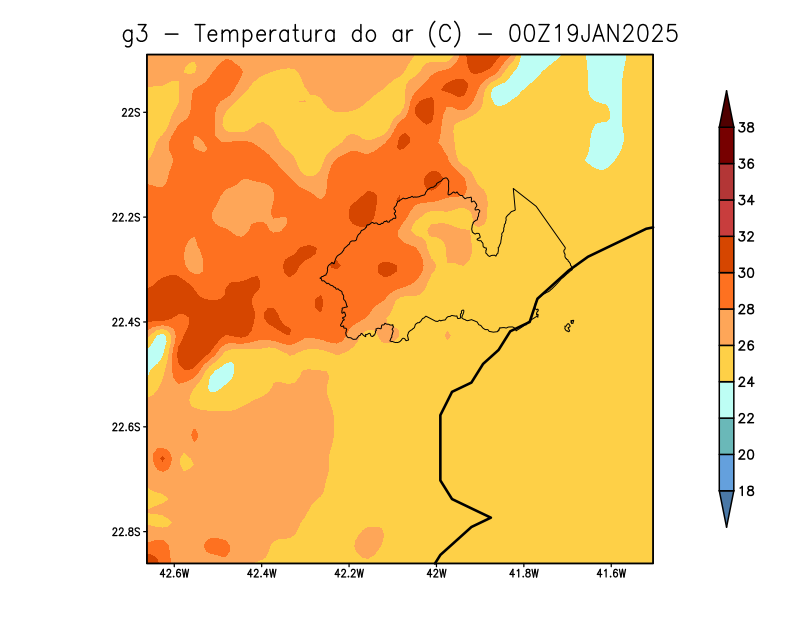 g3 − Temperatura do ar (C) − 00Z19JAN2025
22S
22.2S
22.4S
22.6S
22.8S
42.6W
42.4W
42.2W
42W
41.8W
41.6W
38
36
34
32
30
28
26
24
22
20
18